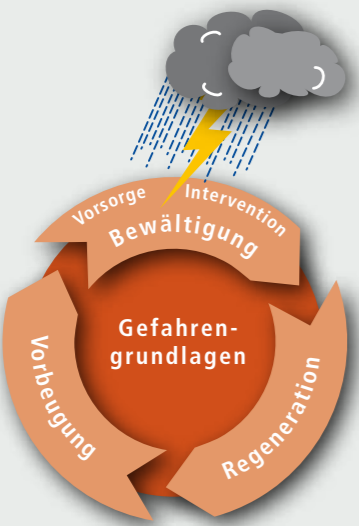 Vorsorge Intervention
Bewältigung
Gefahren-
grundlagen
Vorbeugung
Regeneration